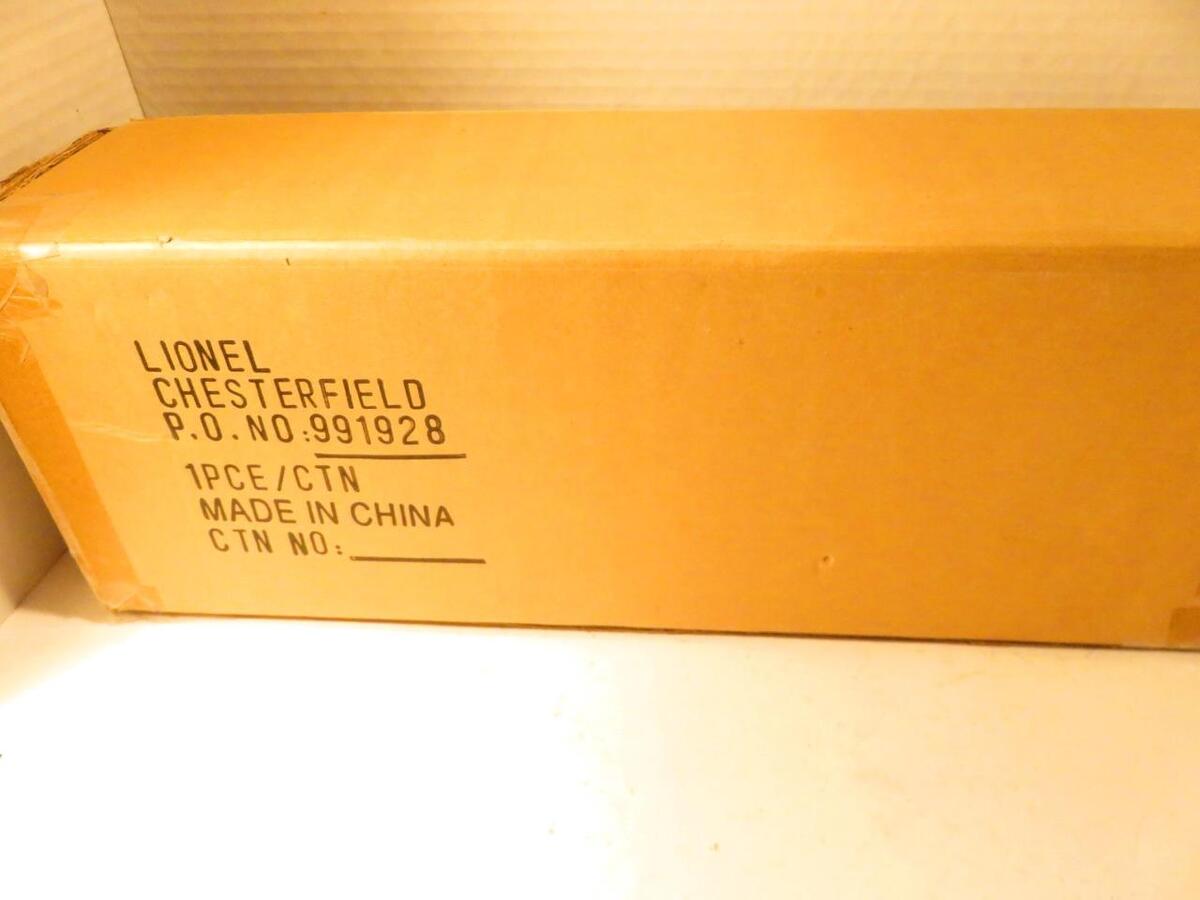 LIONEL
CHESTERFIELD
P.O.NO:991928
1PCE/CTN
MADE IN CHINA
CTN NO: